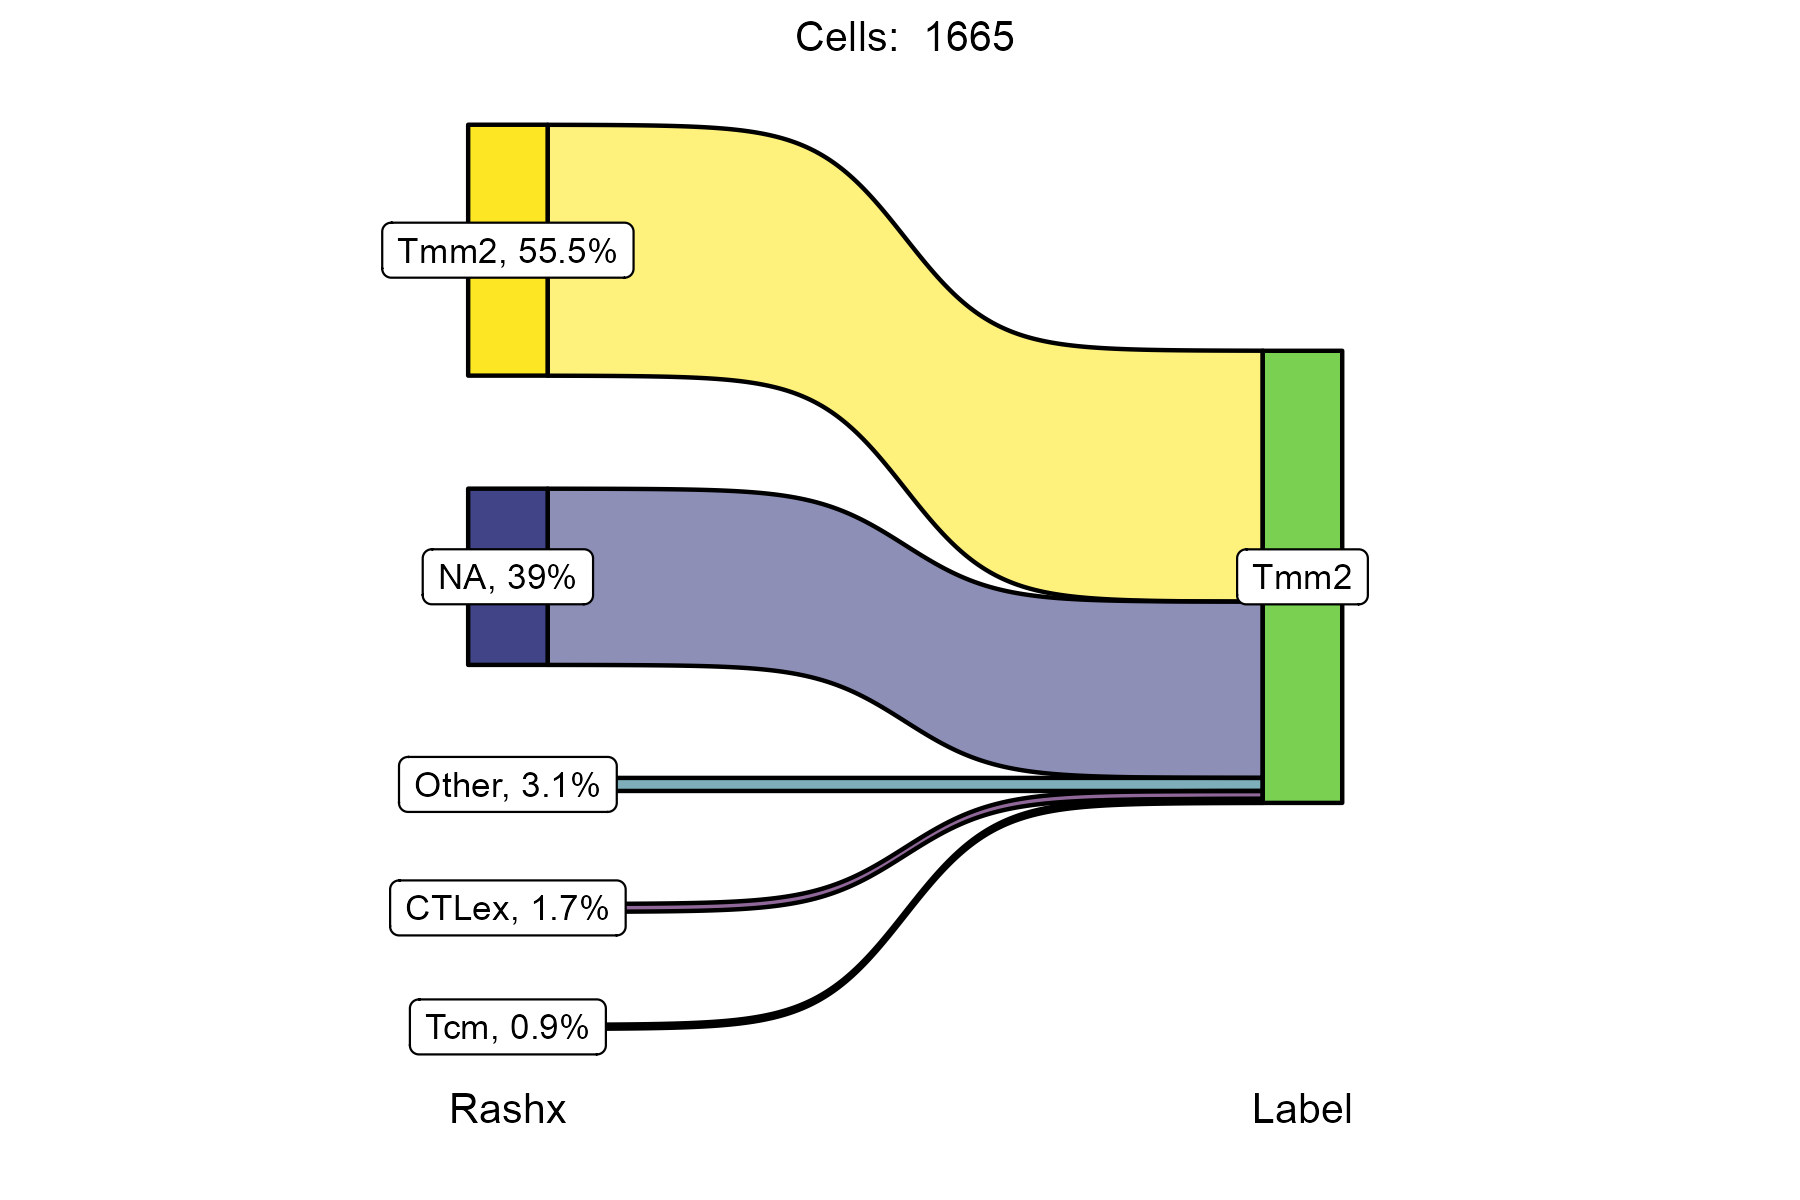 Cells:  1665
Tmm2, 55.5%
NA, 39%
Tmm2
Other, 3.1%
CTLex, 1.7%
Tcm, 0.9%
Rashx
Label